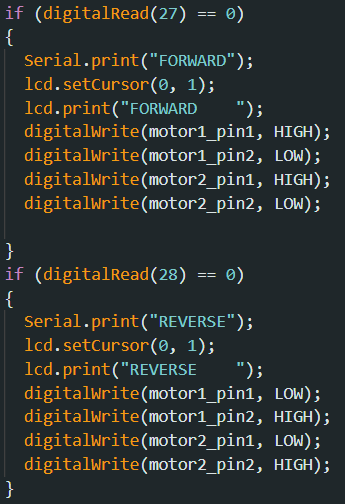 if (digitalRead(27) == 0)
{
  Serial.print("FORWARD");
  lcd.setCursor(0, 1);
  lcd.print("FORWARD    ");
  digitalWrite(motor1_pin1, HIGH);
  digitalWrite(motor1_pin2, LOW);
  digitalWrite(motor2_pin1, HIGH);
  digitalWrite(motor2_pin2, LOW);

}
if (digitalRead(28) == 0)
{
  Serial.print("REVERSE");
  lcd.setCursor(0, 1);
  lcd.print("REVERSE    ");
  digitalWrite(motor1_pin1, LOW);
  digitalWrite(motor1_pin2, HIGH);
  digitalWrite(motor2_pin1, LOW);
  digitalWrite(motor2_pin2, HIGH);
}